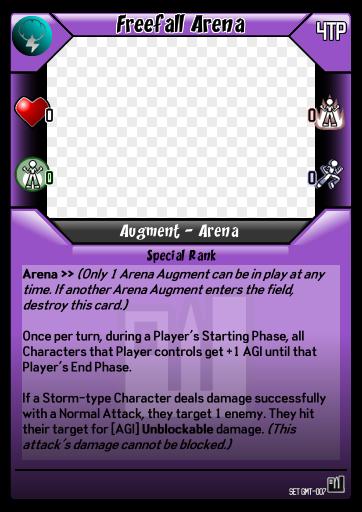 Freefall Arena
4TP
0
0
0
0
Augment - Arena
Special Rank
Arena >> (Only 1 Arena Augment can be in play at any
time. If another Arena Augment enters the field,
destroy this card.)
Once per turn, during a Player's Starting Phase, all
Characters that Player controls get +1 AGI until that
Player's End Phase.
If a Storm-type Character deals damage successfully
with a Normal Attack, they target 1 enemy. They hit
their target for [AGI] Unblockable damage. (This
attack's damage cannot be blocked.)
SET GMT-007